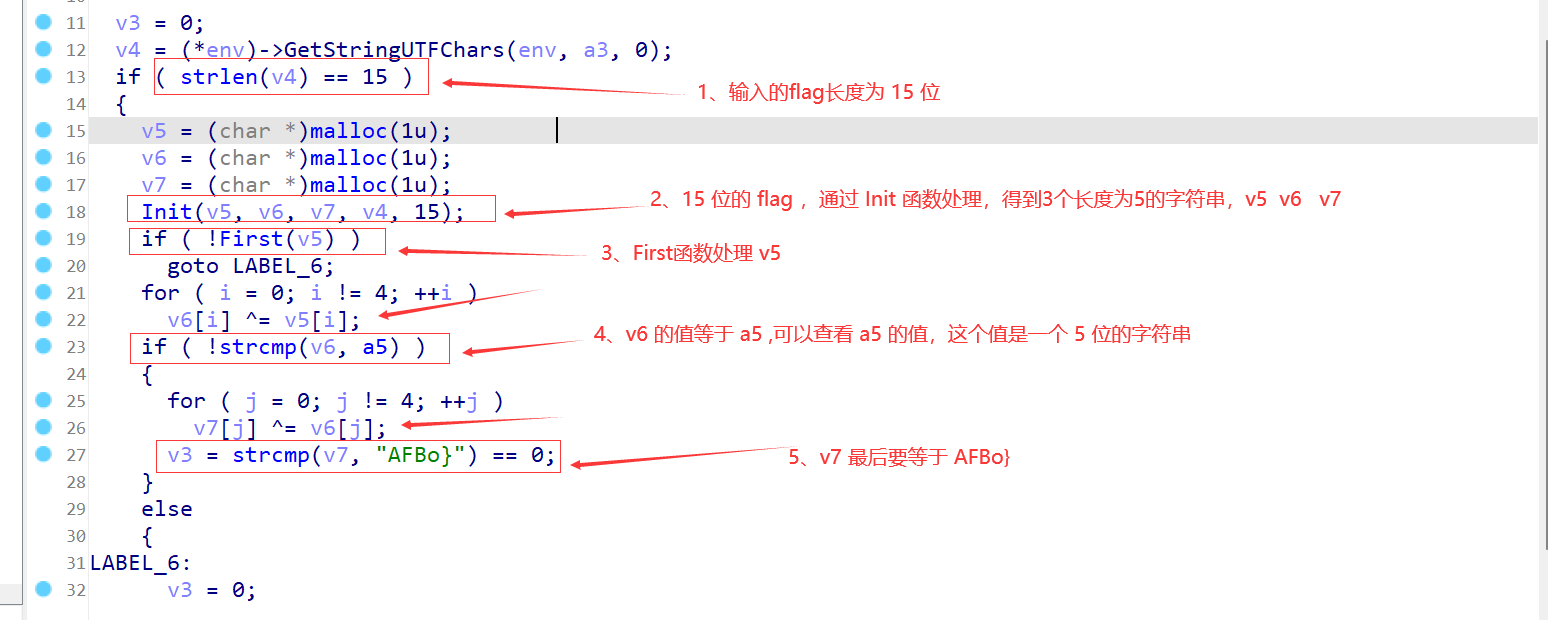 11 v3 = 0;
12 v4 = (*env)->GetStringUTFChars(env, a3, 0);
13 if ( strlen(v4) == 15 )
1、输入的flag长度为 15 位
14 {
15 v5 = (char *)malloc(1u);
16 v6 = (char *)malloc(1u);
17 v7 = (char *)malloc(1u);
18 Init(v5, v6, v7, v4, 15);
2、15 位的 flag ，通过 Init 函数处理，得到3个长度为5的字符串，v5 v6 v7
19 if ( !First(v5) )
3、First函数处理 v5
20 goto LABEL_6;
21 for ( i = 0; i != 4; ++i )
22 v6[i] ^= v5[i];
23 if ( !strcmp(v6, a5) )
4、v6 的值等于 a5 ,可以查看 a5 的值，这个值是一个 5 位的字符串
24 {
25 for ( j = 0; j != 4; ++j )
26 v7[j] ^= v6[j];
27 v3 = strcmp(v7, "AFBo}") == 0;
5、v7 最后要等于 AFBo}
28 }
29 else
30 {
31 LABEL_6:
32 v3 = 0;